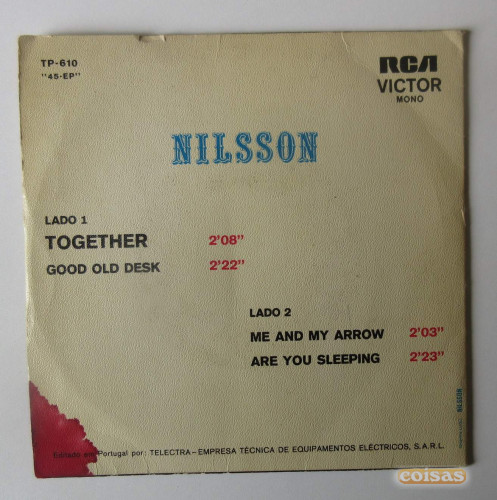 TP-610
"45-EP"
RCA
VICTOR
MONO
NILSSON
LADO 1
TOGETHER 2'08"
GOOD OLD DESK 2'22"
LADO 2
ME AND MY ARROW 2'03"
ARE YOU SLEEPING 2'23"
NILSSON
Editado em Portugal por: TELECTRA—EMPRESA TÉCNICA DE EQUIPAMENTOS ELÉCTRICOS, S.A.R.L.
coisas